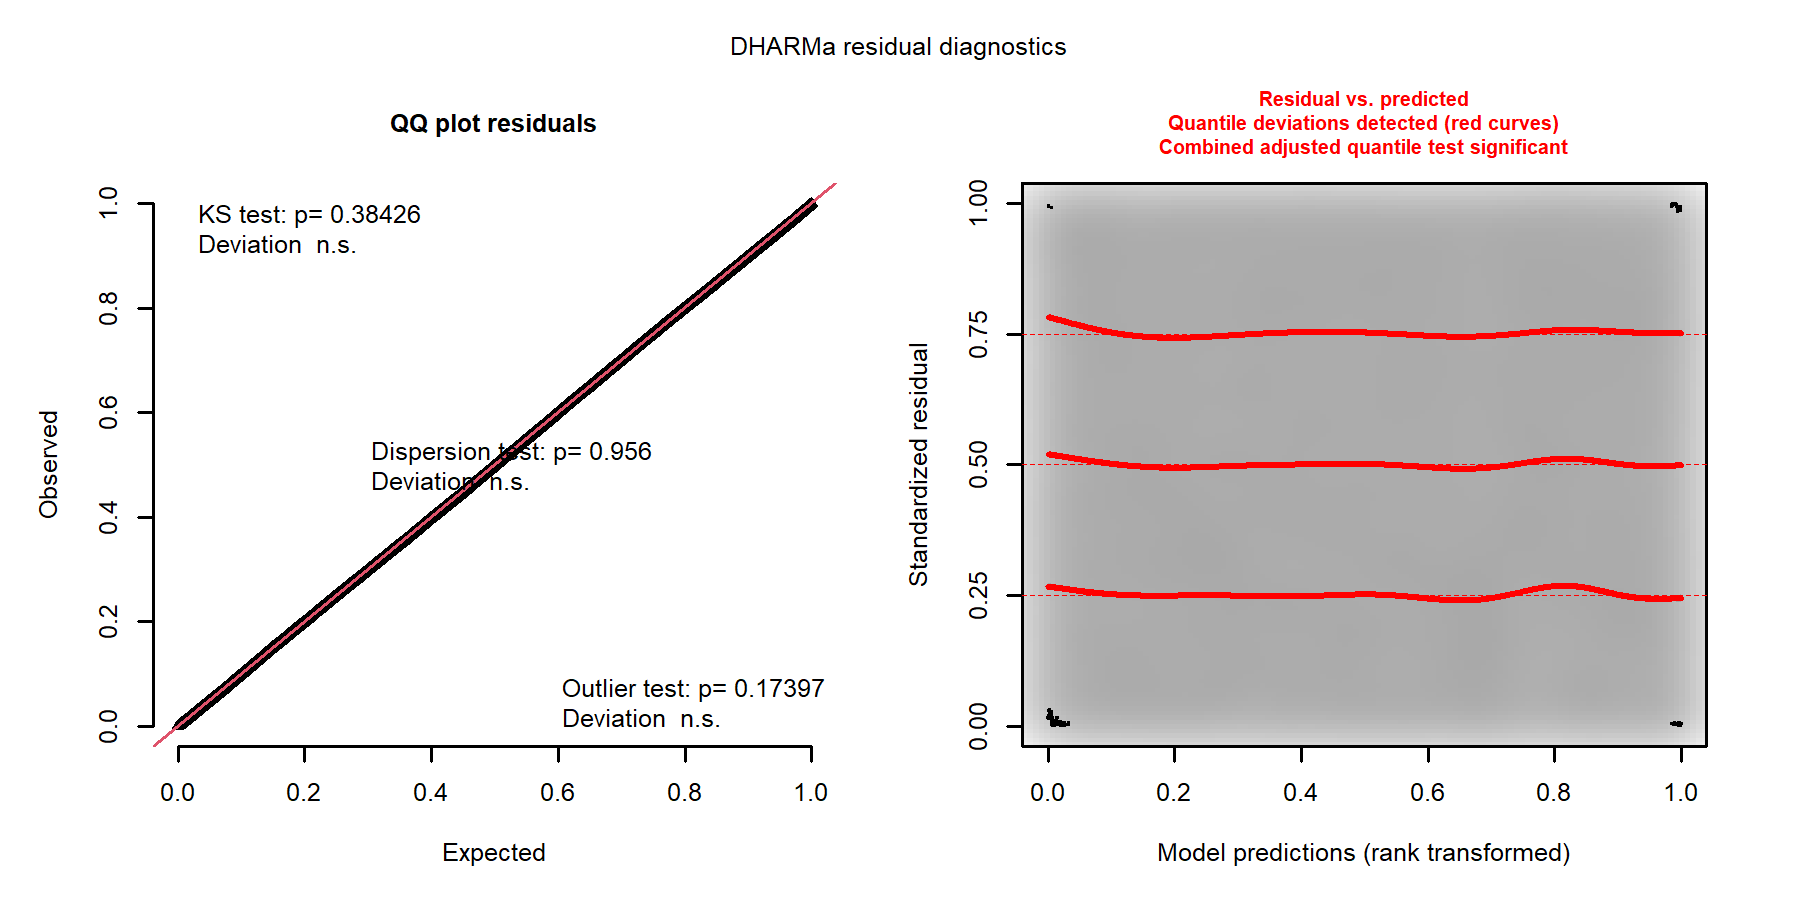 DHARMa residual diagnostics
QQ plot residuals
KS test: p= 0.38426
Deviation  n.s.
Dispersion test: p= 0.956
Deviation  n.s.
Outlier test: p= 0.17397
Deviation  n.s.
Observed
0.0 0.2 0.4 0.6 0.8 1.0
0.0 0.2 0.4 0.6 0.8 1.0
Expected
Residual vs. predicted
Quantile deviations detected (red curves)
Combined adjusted quantile test significant
Standardized residual
0.00 0.25 0.50 0.75 1.00
0.0 0.2 0.4 0.6 0.8 1.0
Model predictions (rank transformed)